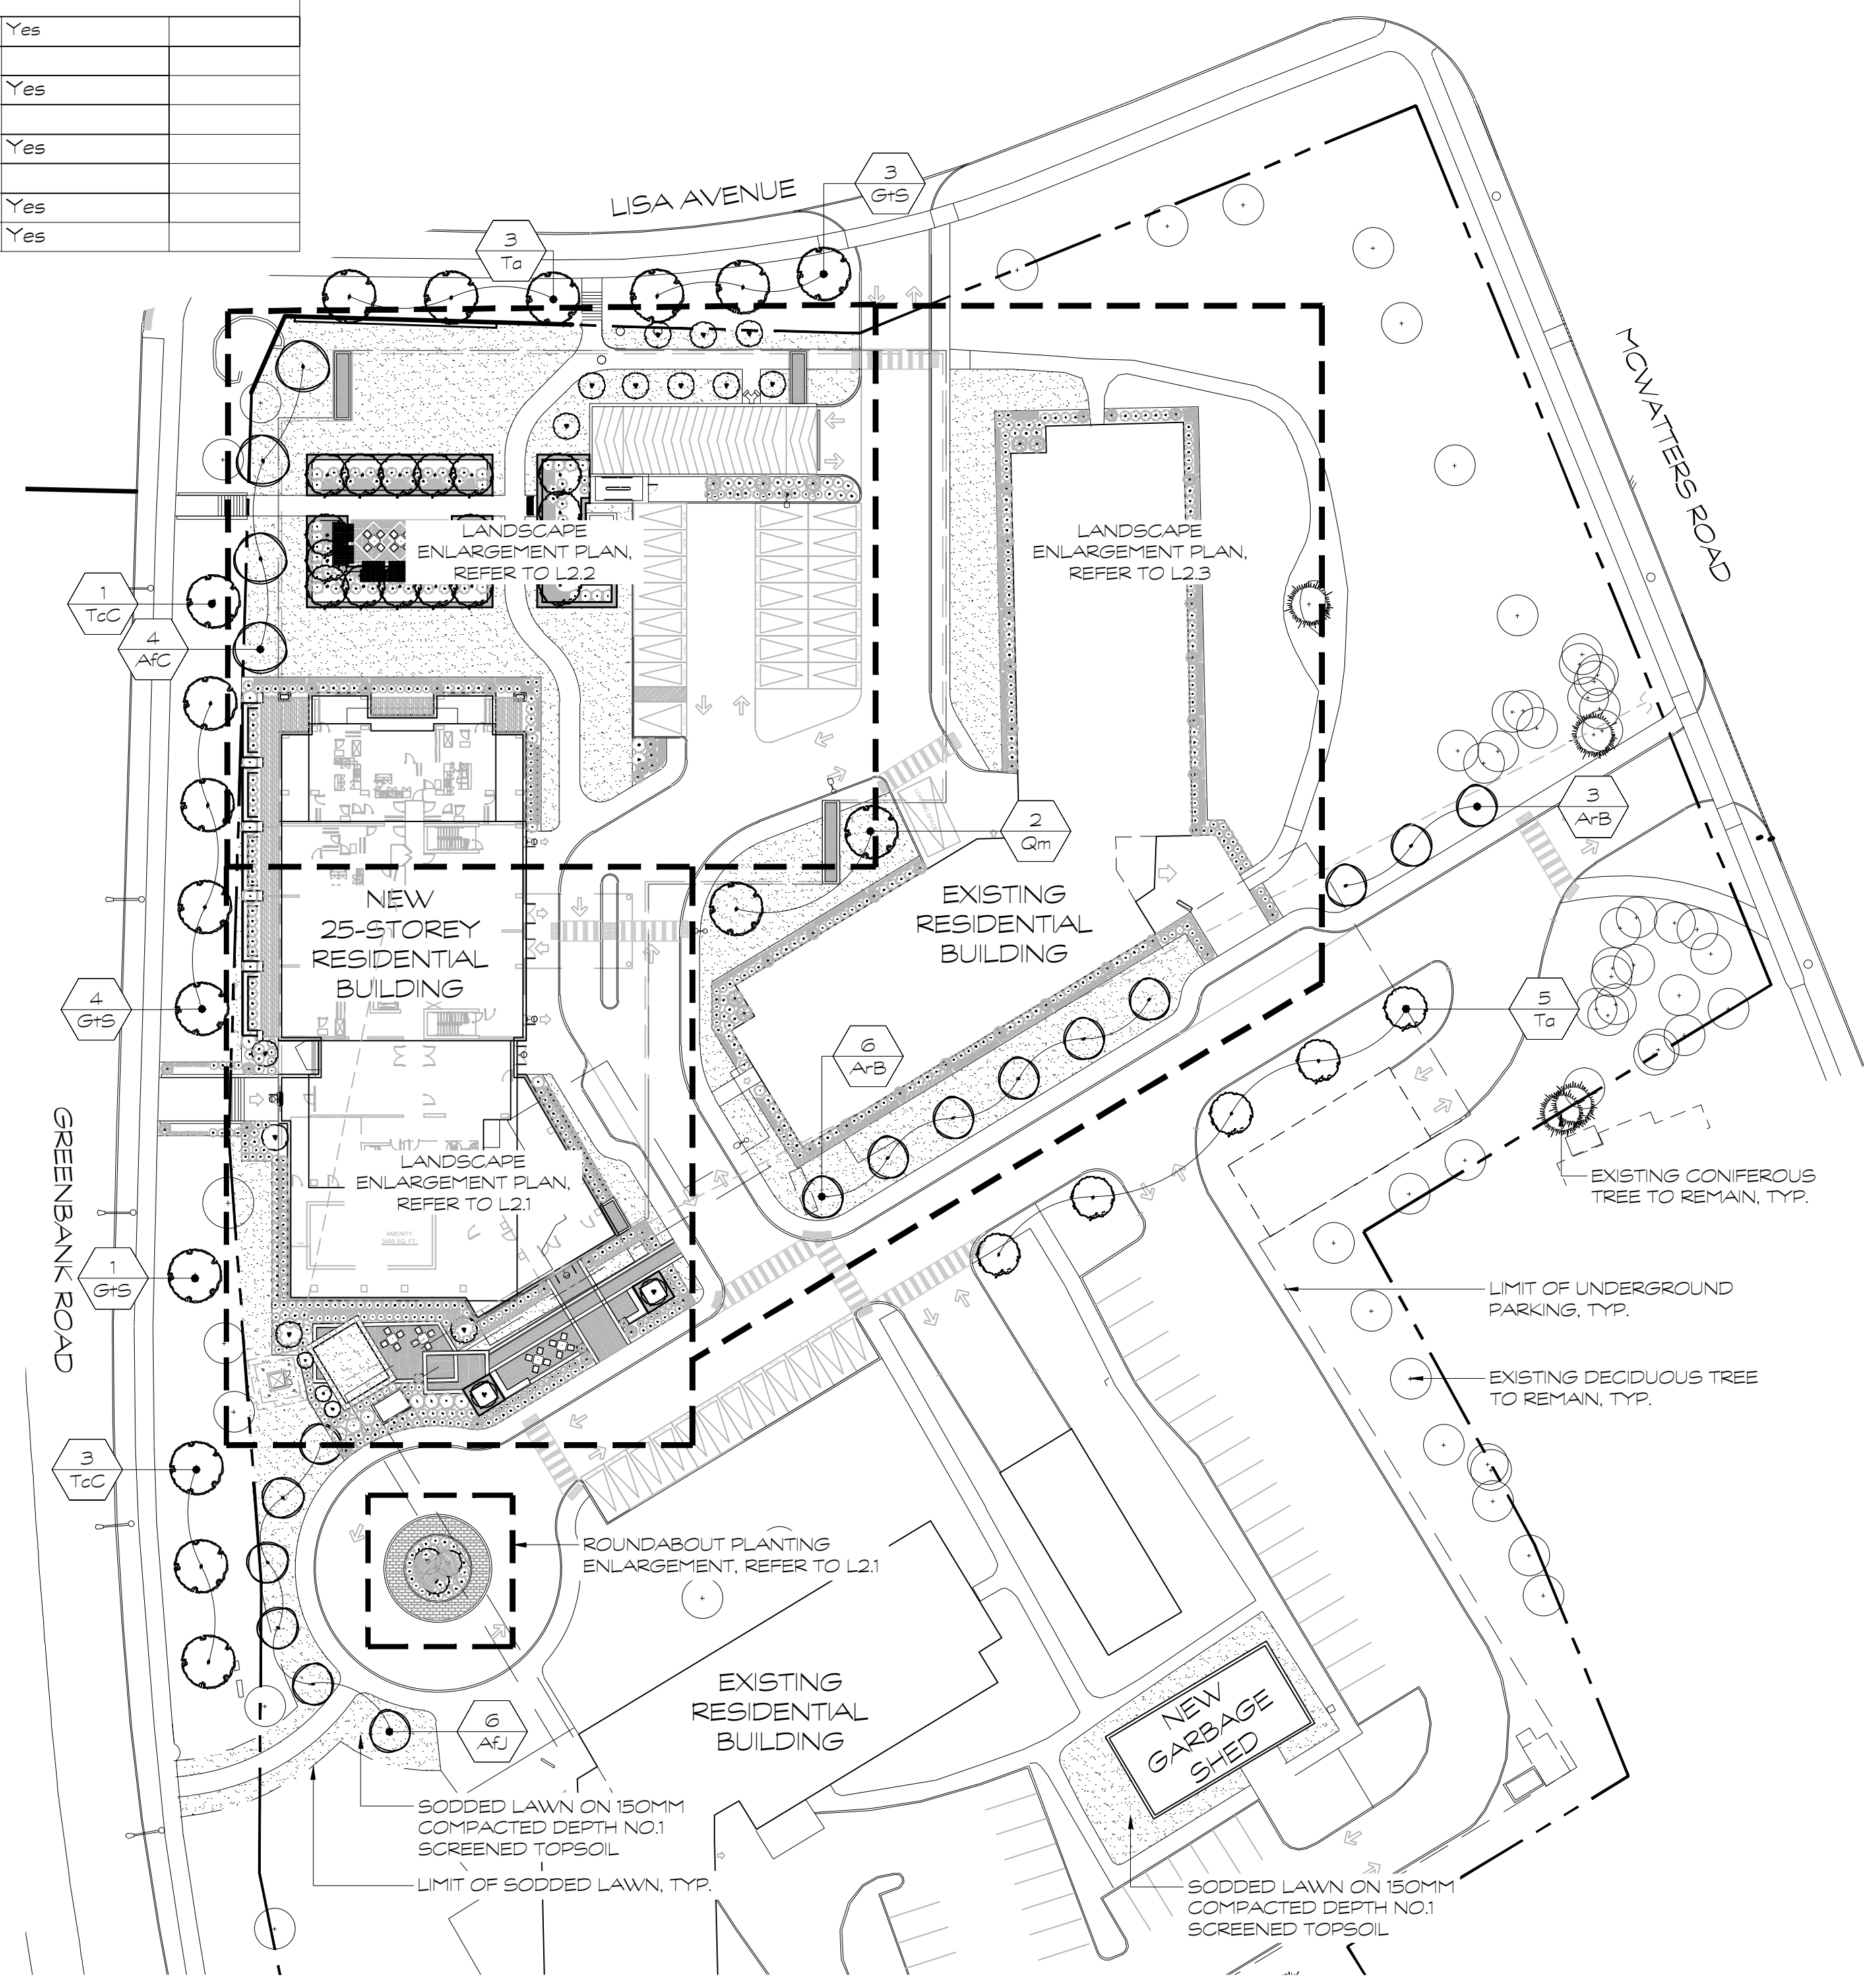 Yes
Yes
Yes
Yes
Yes
LISA AVENUE
3
GtS
3
Ta
MCWATTERS ROAD
LANDSCAPE
ENLARGEMENT PLAN,
REFER TO L2.2
LANDSCAPE
ENLARGEMENT PLAN,
REFER TO L2.3
1
TcC
4
AfC
3
ArB
2
Qm
NEW
25-STOREY
RESIDENTIAL
BUILDING
EXISTING
RESIDENTIAL
BUILDING
4
GtS
5
Ta
6
ArB
GREENBANK ROAD
LANDSCAPE
ENLARGEMENT PLAN,
REFER TO L2.1
AMENITY
EXISTING CONIFEROUS
TREE TO REMAIN, TYP.
1
GtS
LIMIT OF UNDERGROUND
PARKING, TYP.
EXISTING DECIDUOUS TREE
TO REMAIN, TYP.
3
TcC
ROUNDABOUT PLANTING
ENLARGEMENT, REFER TO L2.1
EXISTING
RESIDENTIAL
BUILDING
NEW
GARBAGE
SHED
6
AfJ
SODDED LAWN ON 150MM
COMPACTED DEPTH NO.1
SCREENED TOPSOIL
LIMIT OF SODDED LAWN, TYP.
SODDED LAWN ON 150MM
COMPACTED DEPTH NO.1
SCREENED TOPSOIL